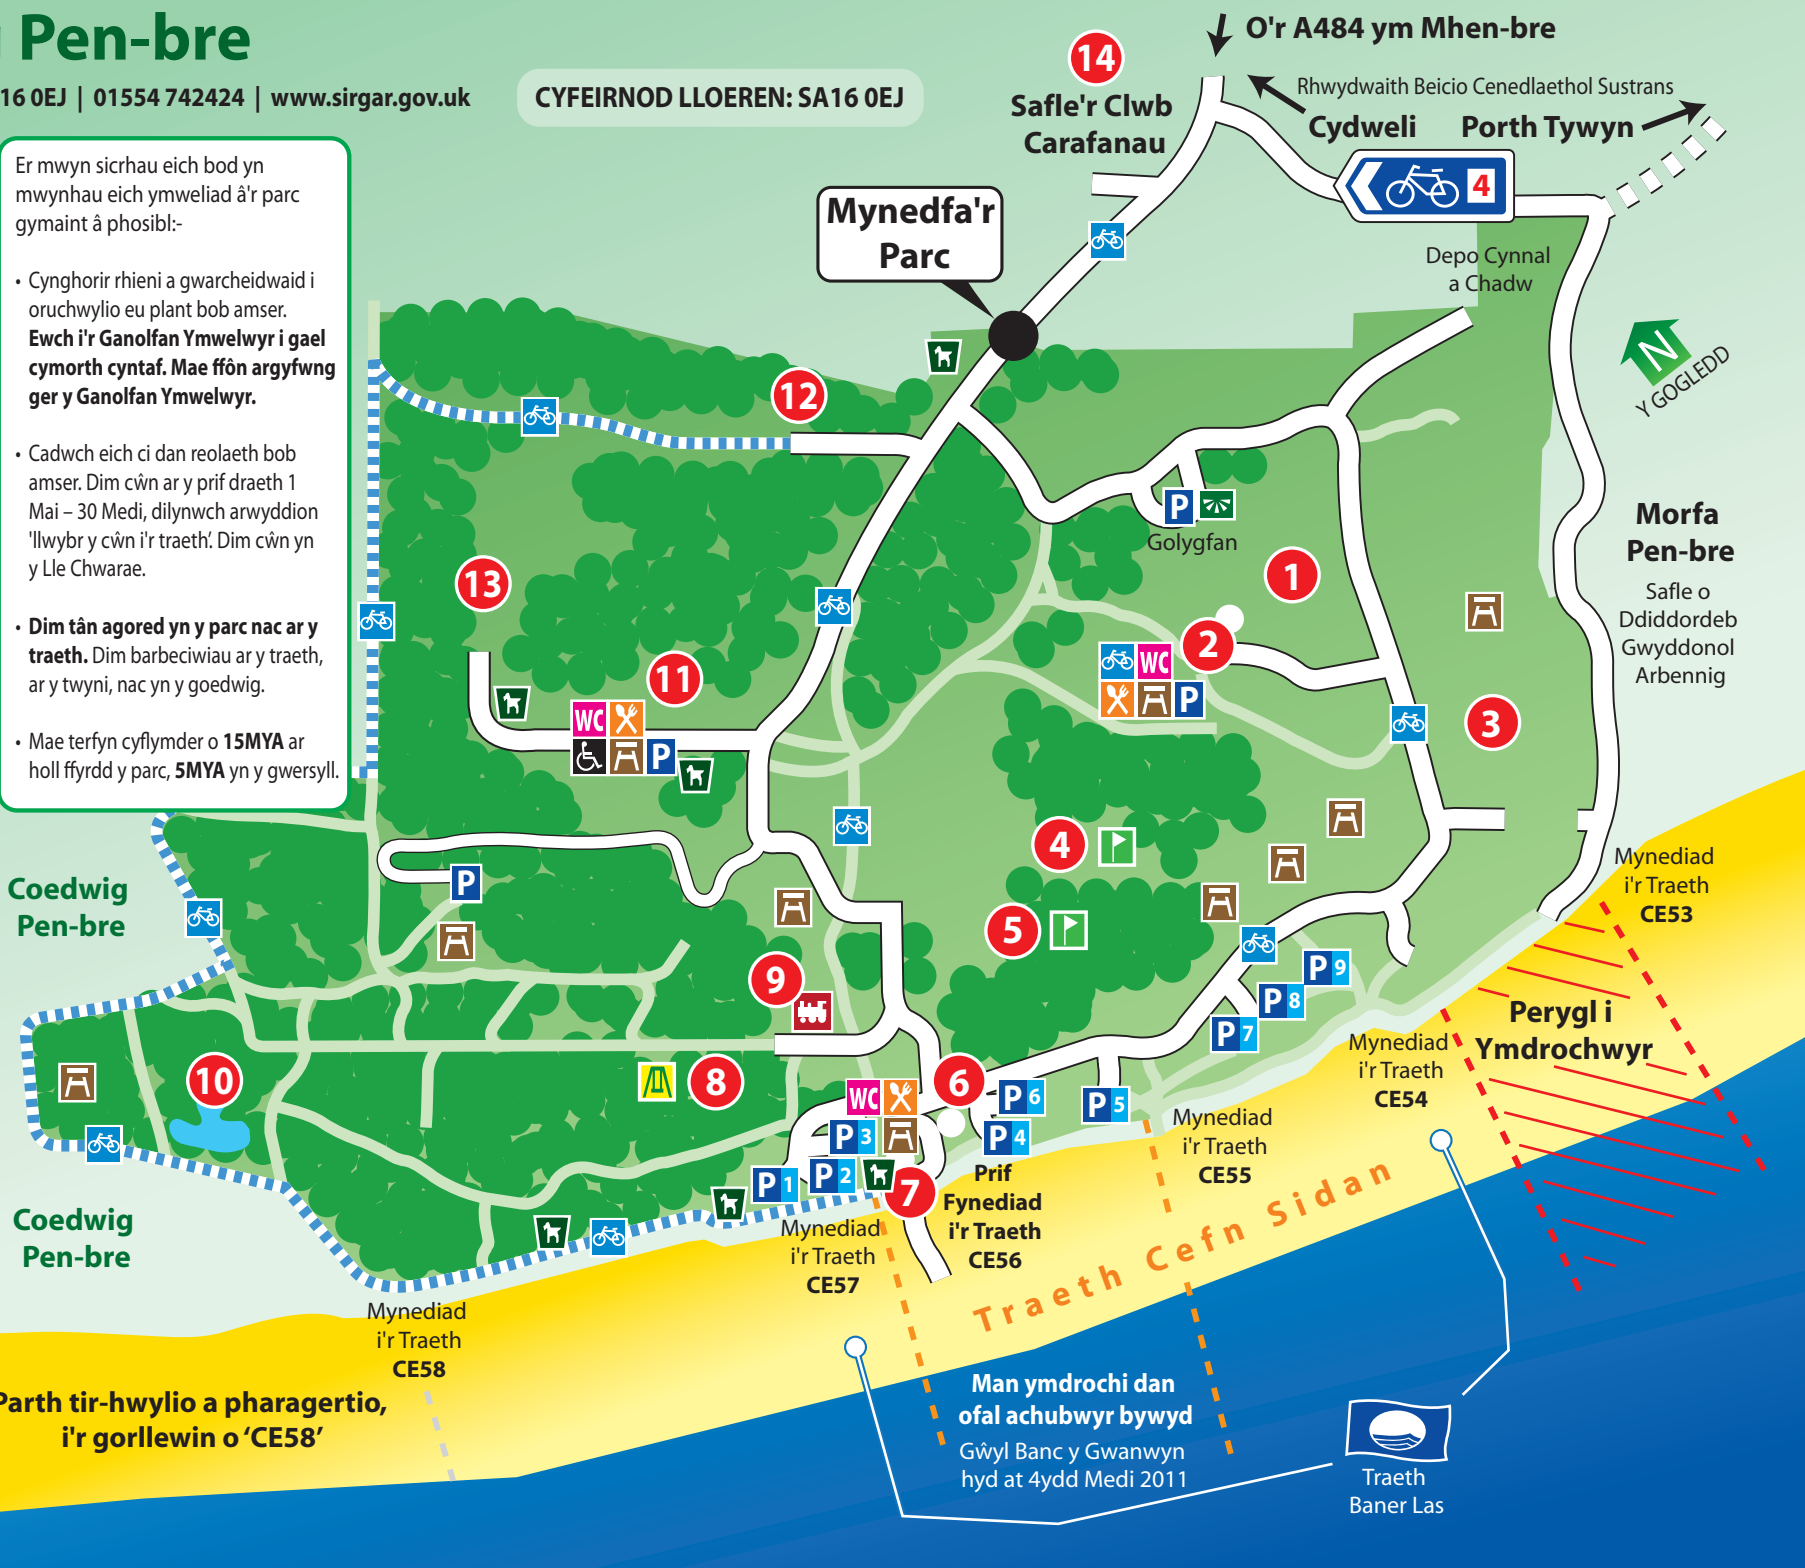 Pen-bre
16 0EJ | 01554 742424 | www.sirgar.gov.uk
CYFEIRNOD LLOEREN: SA16 0EJ
Er mwyn sicrhau eich bod yn
mwynhau eich ymweliad â'r parc
gymaint â phosibl:-
• Cynghorir rhieni a gwarcheidwaid i
oruchwylio eu plant bob amser.
Ewch i'r Ganolfan Ymwelwyr i gael
cymorth cyntaf. Mae ffôn argyfwng
ger y Ganolfan Ymwelwyr.
• Cadwch eich ci dan reolaeth bob
amser. Dim cŵn ar y prif draeth 1
Mai – 30 Medi, dilynwch arwyddion
'llwybr y cŵn i'r traeth'. Dim cŵn yn
y Lle Chwarae.
• Dim tân agored yn y parc nac ar y
traeth. Dim barbeciwiau ar y traeth,
ar y twyni, nac yn y goedwig.
• Mae terfyn cyflymder o 15MYA ar
holl ffyrdd y parc, 5MYA yn y gwersyll.
O'r A484 ym Mhen-bre
14
Safle'r Clwb
Carafanau
Rhwydwaith Beicio Cenedlaethol Sustrans
Cydweli
Porth Tywyn
4
Mynedfa'r
Parc
Depo Cynnal
a Chadw
N
Y GOGLEDD
12
P
Golygfan
Morfa
Pen-bre
Safle o
Ddiddordeb
Gwyddonol
Arbennig
13
1
2
WC
P
11
WC
P
3
4
5
Coedwig
Pen-bre
P
9
Mynediad
i'r Traeth
CE53
P 9
P 8
P 7
Perygl i
Ymdrochwyr
Mynediad
i'r Traeth
CE54
10
8
6
WC
P 6
P 5
P 3
P 4
P 2
P 1
7
Mynediad
i'r Traeth
CE55
Prif
Fynediad
i'r Traeth
CE56
Mynediad
i'r Traeth
CE57
Coedwig
Pen-bre
Traeth Cefn Sidan
Mynediad
i'r Traeth
CE58
Parth tir-hwylio a pharagertio,
i'r gorllewin o ‘CE58’
Man ymdrochi dan
ofal achubwyr bywyd
Gŵyl Banc y Gwanwyn
hyd at 4ydd Medi 2011
Traeth
Baner Las